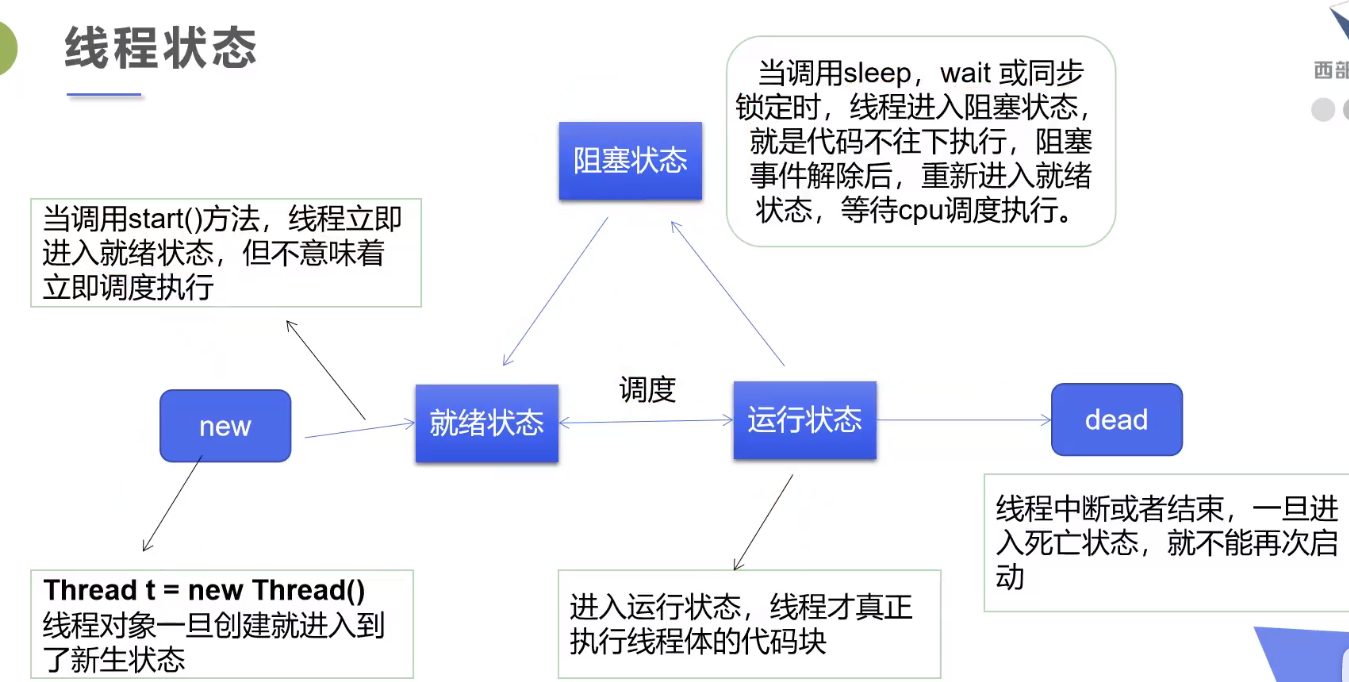 线程状态
西部
当调用sleep，wait 或同步
锁定时，线程进入阻塞状态，
就是代码不往下执行，阻塞
事件解除后，重新进入就绪
状态，等待cpu调度执行。
阻塞状态
当调用start()方法，线程立即
进入就绪状态，但不意味着
立即调度执行
调度
new
就绪状态
运行状态
dead
线程中断或者结束，一旦进
入死亡状态，就不能再次启
动
Thread t = new Thread()
线程对象一旦创建就进入到
了新生状态
进入运行状态，线程才真正
执行线程体的代码块